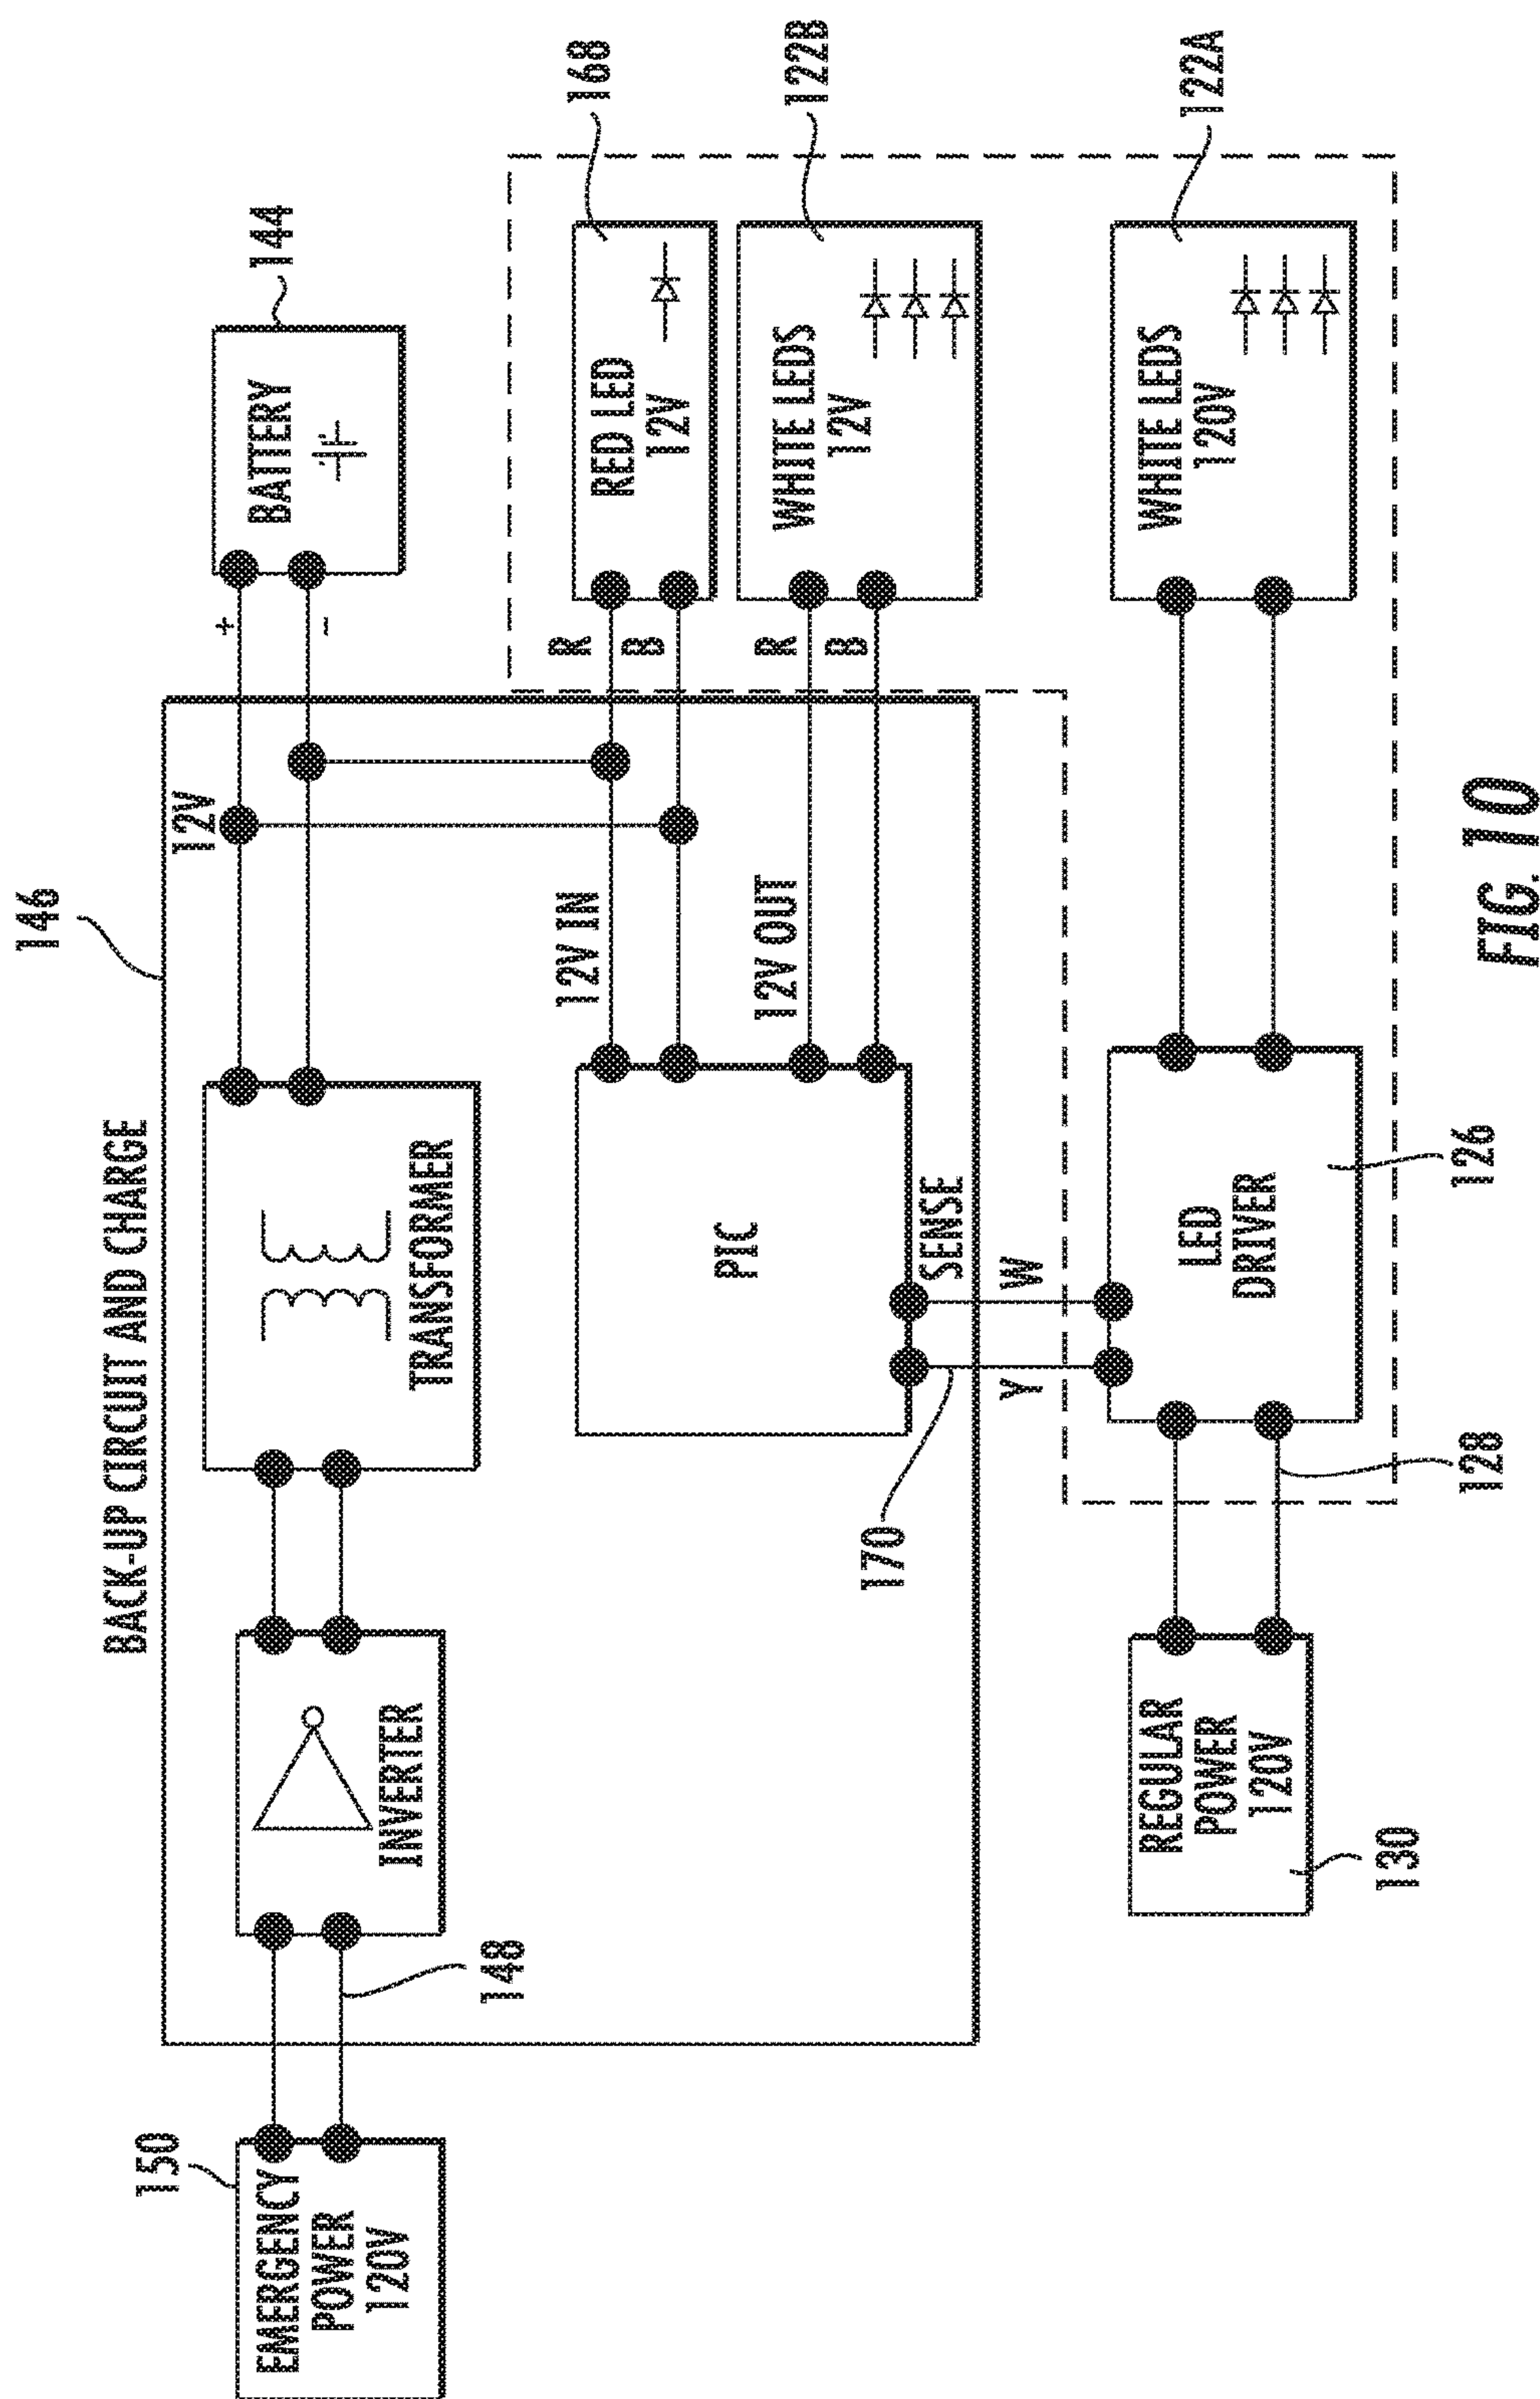 146
BACK-UP CIRCUIT AND CHARGE
150
EMERGENCY
POWER
120V
148
INVERTER
TRANSFORMER
12V
+
-
BATTERY
144
PIC
12V IN
12V OUT
SENSE
170
Y
W
R
B
RED LED
12V
168
R
B
WHITE LEDS
12V
122B
REGULAR
POWER
120V
130
128
LED
DRIVER
126
WHITE LEDS
120V
122A
FIG. 10